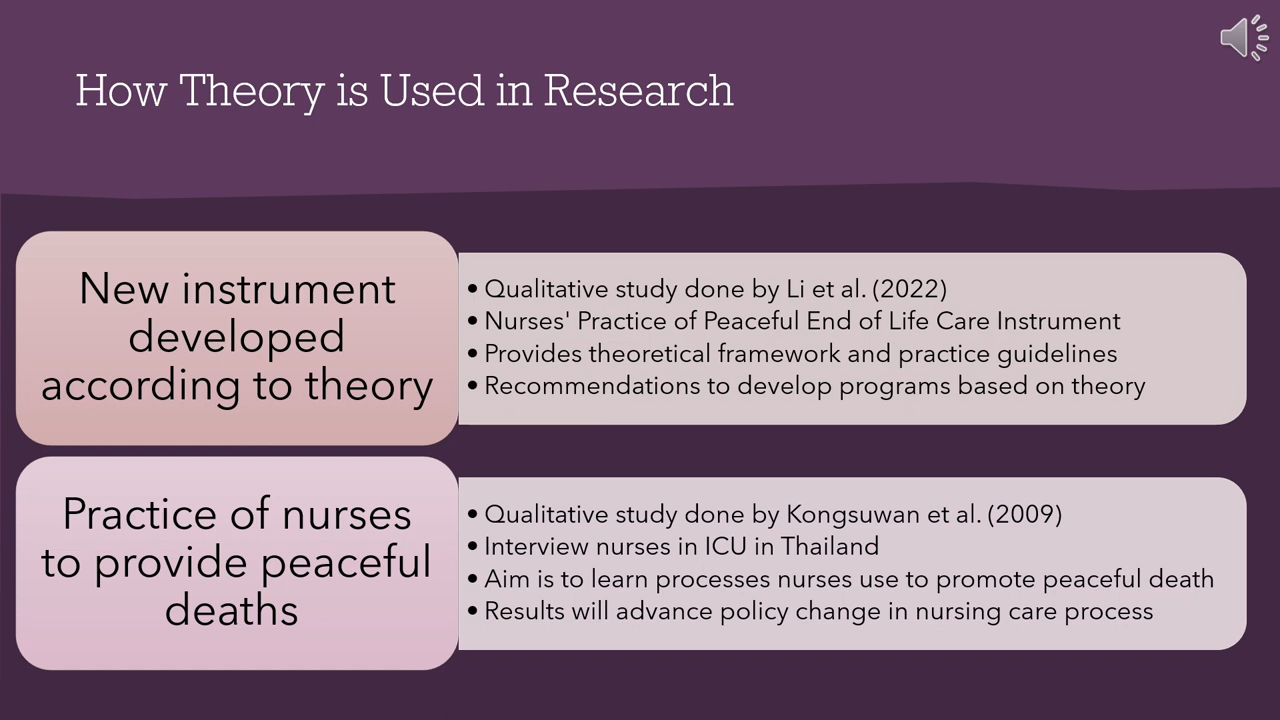 How Theory is Used in Research
New instrument
developed
according to theory
• Qualitative study done by Li et al. (2022)
• Nurses' Practice of Peaceful End of Life Care Instrument
• Provides theoretical framework and practice guidelines
• Recommendations to develop programs based on theory
Practice of nurses
to provide peaceful
deaths
• Qualitative study done by Kongsuwan et al. (2009)
• Interview nurses in ICU in Thailand
• Aim is to learn processes nurses use to promote peaceful death
• Results will advance policy change in nursing care process